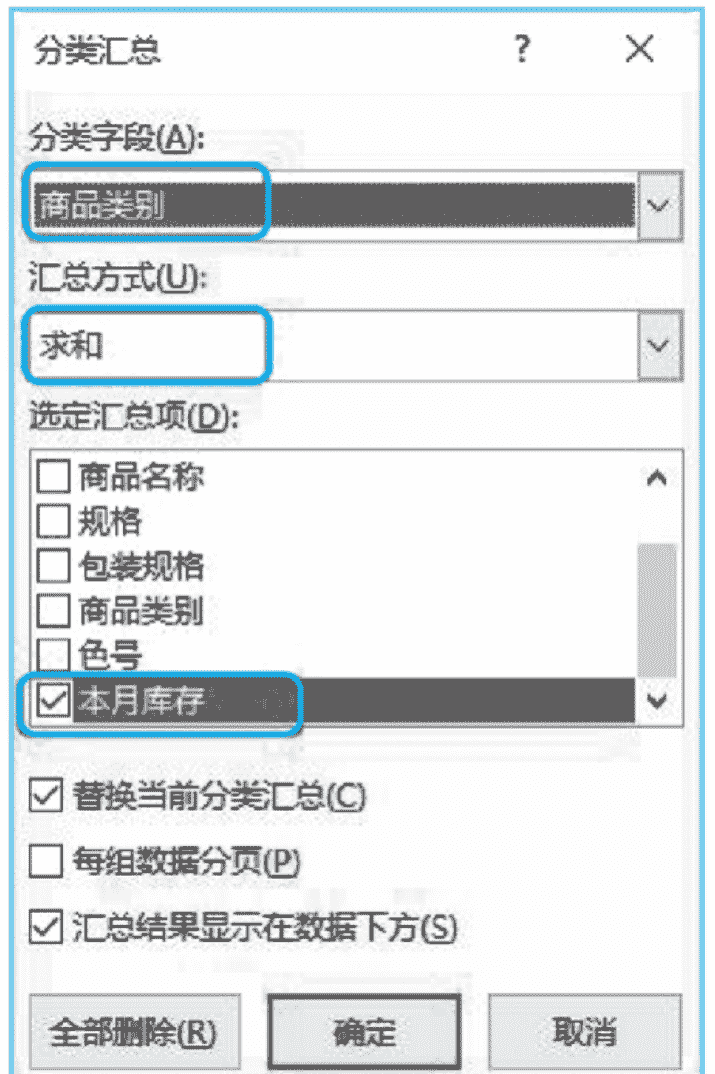 分类汇总 ?
分类字段(A):
商品类别
汇总方式(U):
求和
选定汇总项(D):
商品名称
规格
包装规格
商品类别
色号
本月库存
替换当前分类汇总(C)
每组数据分页(P)
汇总结果显示在数据下方(S)
全部删除(R) 确定 取消